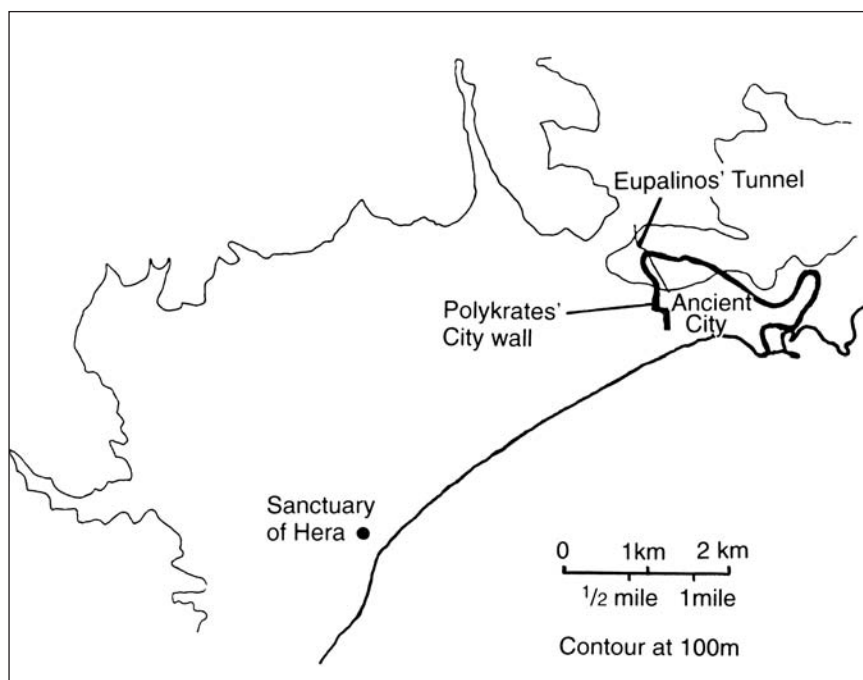 Eupalinos' Tunnel
Polykrates'
City wall
Ancient
City
Sanctuary
of Hera
0 1km 2 km
1/2 mile 1mile
Contour at 100m